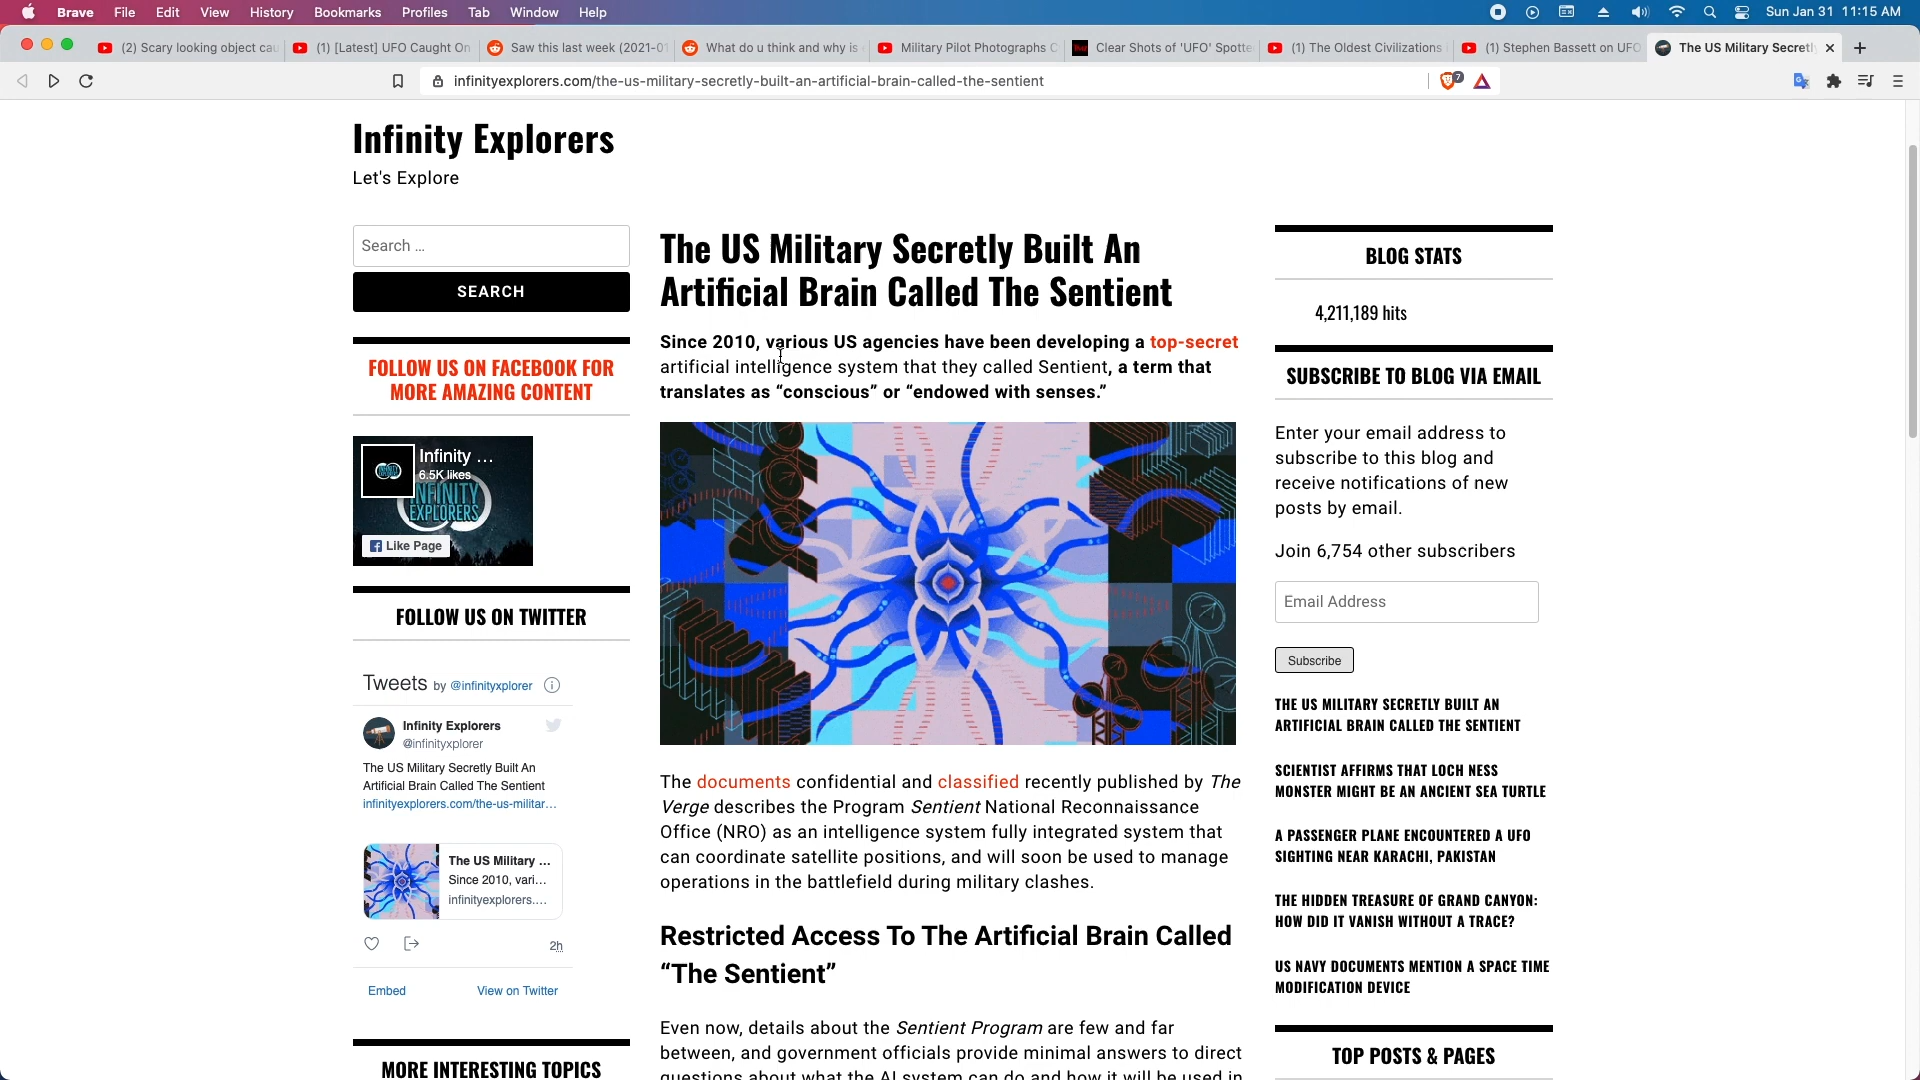 Brave File Edit View History Bookmarks Profiles Tab Window Help Sun Jan 31 11:15 AM
(2) Scary looking object cau (1) [Latest] UFO Caught On Saw this last week (2021-01 What do u think and why is Military Pilot Photographs Clear Shots of 'UFO' Spotte (1) The Oldest Civilizations (1) Stephen Bassett on UFO The US Military Secretl
infinityexplorers.com/the-us-military-secretly-built-an-artificial-brain-called-the-sentient 7
Infinity Explorers
Let's Explore
Search ...
SEARCH
FOLLOW US ON FACEBOOK FOR
MORE AMAZING CONTENT
Infinity ...
6.5K likes
INFINITY
EXPLORERS
Like Page
FOLLOW US ON TWITTER
Tweets by @infinityxplorer
Infinity Explorers
@infinityxplorer
The US Military Secretly Built An
Artificial Brain Called The Sentient
infinityexplorers.com/the-us-militar...
The US Military ...
Since 2010, vari...
infinityexplorers....
2h
Embed View on Twitter
MORE INTERESTING TOPICS
The US Military Secretly Built An
Artificial Brain Called The Sentient
Since 2010, various US agencies have been developing a top-secret
artificial intelligence system that they called Sentient, a term that
translates as “conscious” or “endowed with senses.”
The documents confidential and classified recently published by The
Verge describes the Program Sentient National Reconnaissance
Office (NRO) as an intelligence system fully integrated system that
can coordinate satellite positions, and will soon be used to manage
operations in the battlefield during military clashes.
Restricted Access To The Artificial Brain Called
“The Sentient”
Even now, details about the Sentient Program are few and far
between, and government officials provide minimal answers to direct
questions about what the AI system can do and how it will be used in
BLOG STATS
4,211,189 hits
SUBSCRIBE TO BLOG VIA EMAIL
Enter your email address to
subscribe to this blog and
receive notifications of new
posts by email.
Join 6,754 other subscribers
Email Address
Subscribe
THE US MILITARY SECRETLY BUILT AN
ARTIFICIAL BRAIN CALLED THE SENTIENT
SCIENTIST AFFIRMS THAT LOCH NESS
MONSTER MIGHT BE AN ANCIENT SEA TURTLE
A PASSENGER PLANE ENCOUNTERED A UFO
SIGHTING NEAR KARACHI, PAKISTAN
THE HIDDEN TREASURE OF GRAND CANYON:
HOW DID IT VANISH WITHOUT A TRACE?
US NAVY DOCUMENTS MENTION A SPACE TIME
MODIFICATION DEVICE
TOP POSTS & PAGES